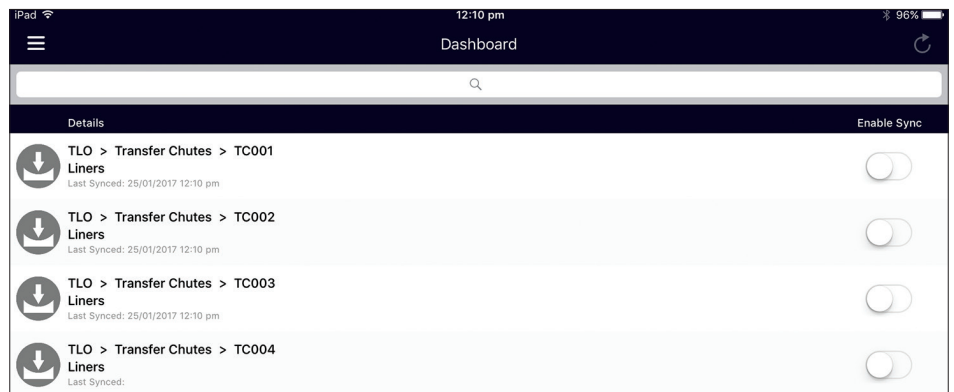 iPad 12:10 pm 96%
Dashboard
Details Enable Sync
TLO > Transfer Chutes > TC001
Liners
Last Synced: 25/01/2017 12:10 pm
TLO > Transfer Chutes > TC002
Liners
Last Synced: 25/01/2017 12:10 pm
TLO > Transfer Chutes > TC003
Liners
Last Synced: 25/01/2017 12:10 pm
TLO > Transfer Chutes > TC004
Liners
Last Synced: